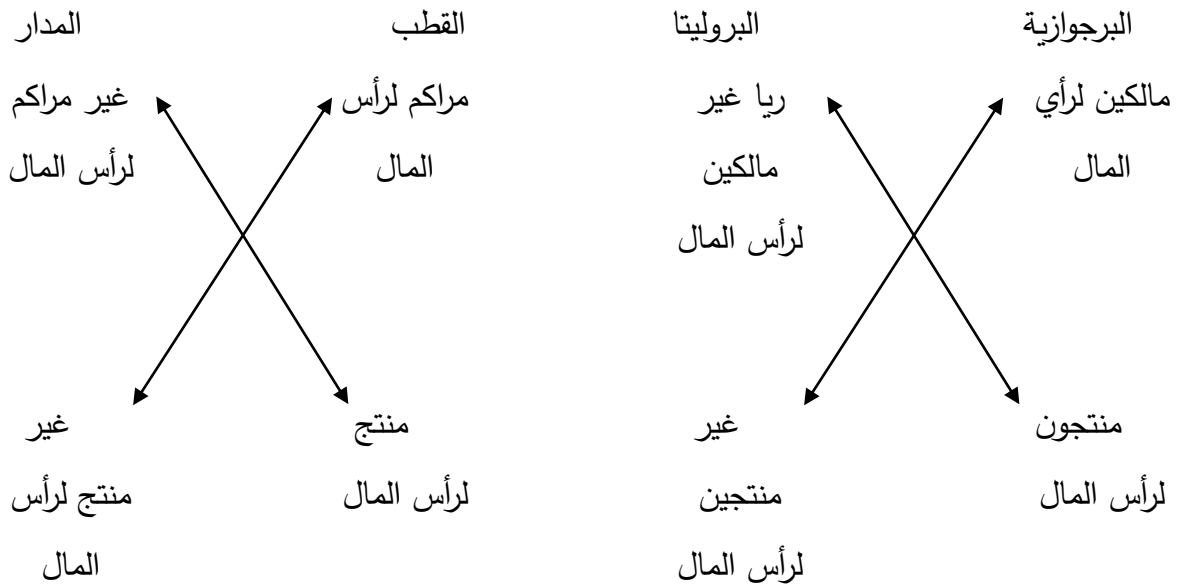 البرجوازية
مالكين لرأي
المال
البروليتا
ريا غير
مالكين
لرأس المال
القطب
مراكم لرأس
المال
المدار
غير مراكم
لرأس المال
منتجون
لرأس المال
غير
منتجين
لرأس المال
منتج
لرأس المال
غير
منتج لرأس
المال